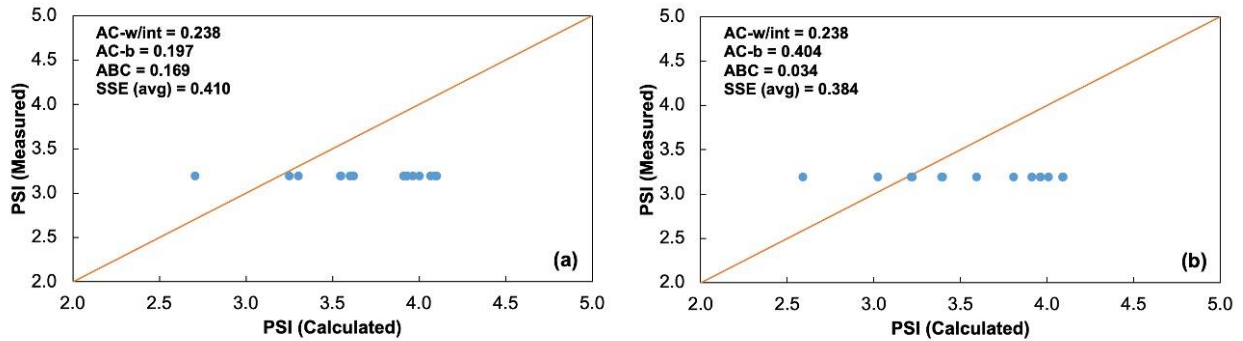 5.0
4.5
4.0
3.5
3.0
2.5
2.0
PSI (Measured)
AC-w/int = 0.238
AC-b = 0.197
ABC = 0.169
SSE (avg) = 0.410
(a)
2.0 2.5 3.0 3.5 4.0 4.5 5.0
PSI (Calculated)
5.0
4.5
4.0
3.5
3.0
2.5
2.0
PSI (Measured)
AC-w/int = 0.238
AC-b = 0.404
ABC = 0.034
SSE (avg) = 0.384
(b)
2.0 2.5 3.0 3.5 4.0 4.5 5.0
PSI (Calculated)